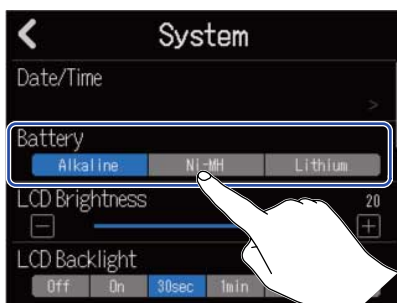 System
Date/Time
>
Battery
Alkaline Ni-MH Lithium
LCD Brightness 20
LCD Backlight
Off On 30sec 1min